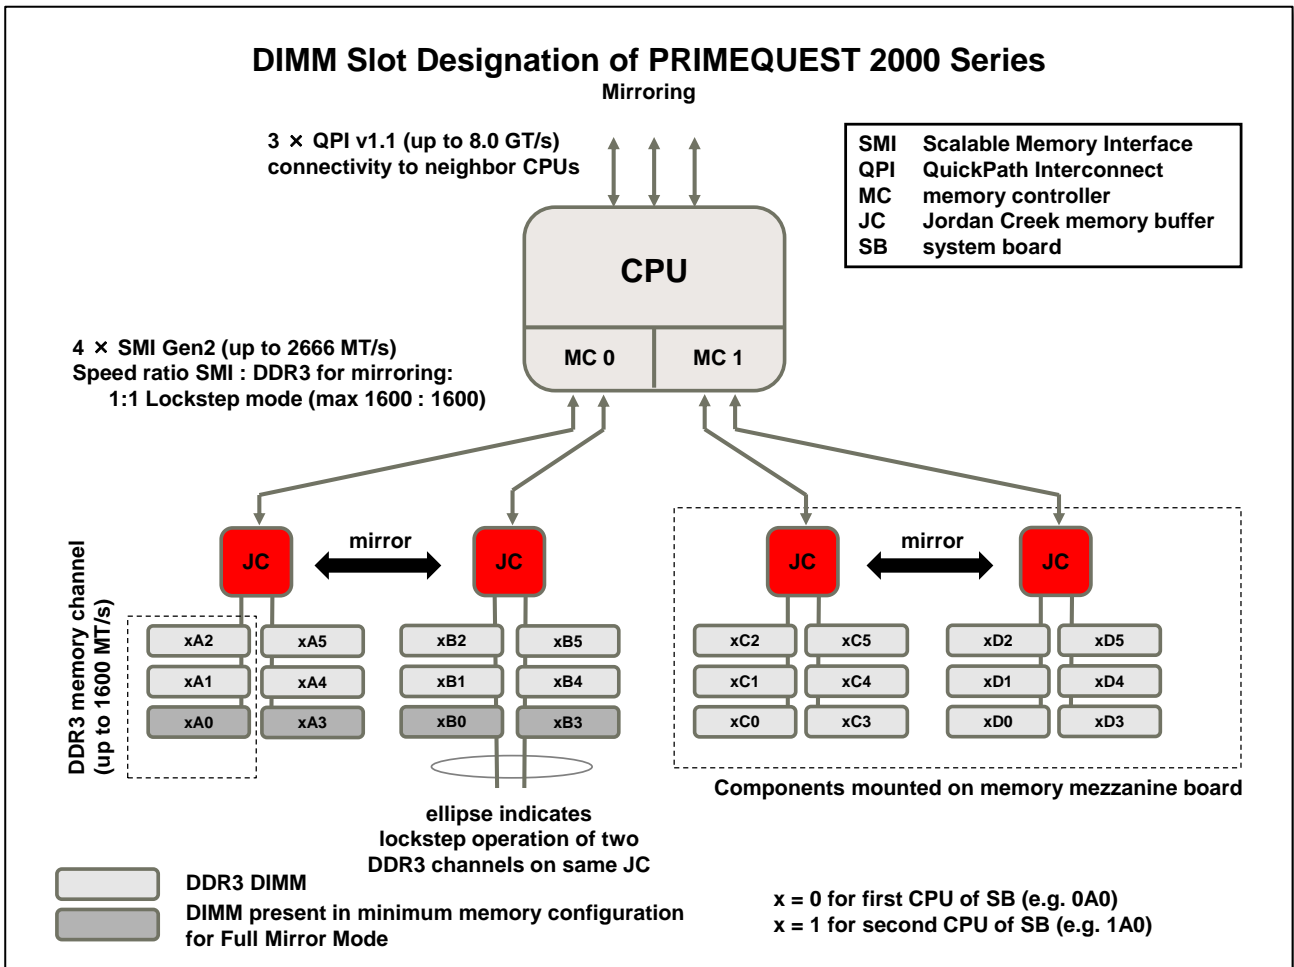 DIMM Slot Designation of PRIMEQUEST 2000 Series
Mirroring
3 × QPI v1.1 (up to 8.0 GT/s)
connectivity to neighbor CPUs
SMI Scalable Memory Interface
QPI QuickPath Interconnect
MC memory controller
JC Jordan Creek memory buffer
SB system board
CPU
MC 0 MC 1
4 × SMI Gen2 (up to 2666 MT/s)
Speed ratio SMI : DDR3 for mirroring:
1:1 Lockstep mode (max 1600 : 1600)
JC mirror JC JC mirror JC
DDR3 memory channel
(up to 1600 MT/s)
xA2 xA5 xB2 xB5 xC2 xC5 xD2 xD5
xA1 xA4 xB1 xB4 xC1 xC4 xD1 xD4
xA0 xA3 xB0 xB3 xC0 xC3 xD0 xD3
Components mounted on memory mezzanine board
ellipse indicates
lockstep operation of two
DDR3 channels on same JC
DDR3 DIMM
DIMM present in minimum memory configuration
for Full Mirror Mode
x = 0 for first CPU of SB (e.g. 0A0)
x = 1 for second CPU of SB (e.g. 1A0)